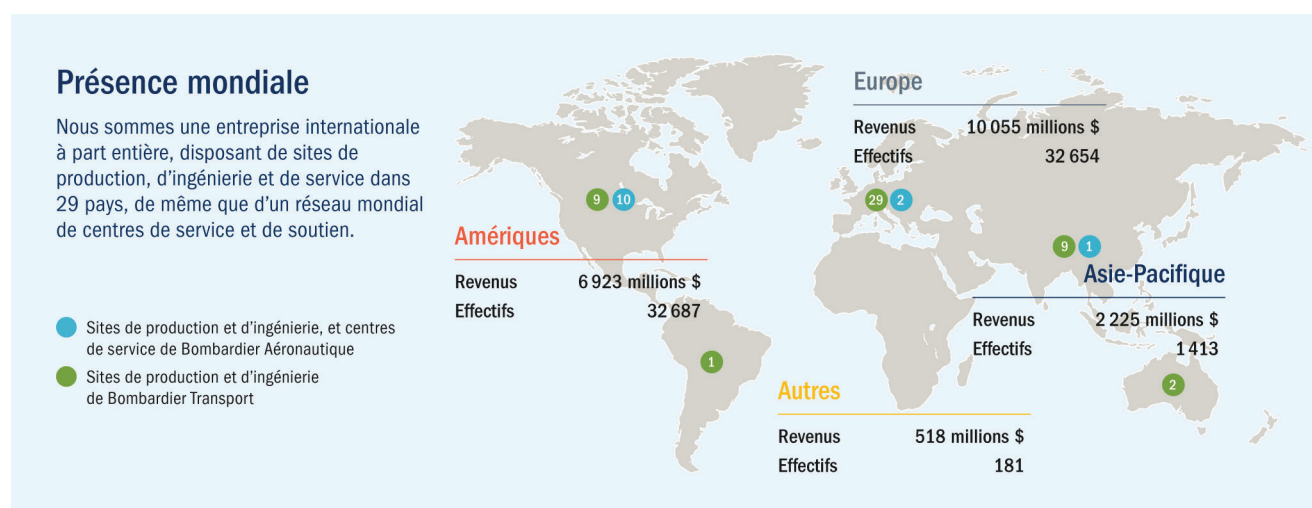 Présence mondiale
Nous sommes une entreprise internationale
à part entière, disposant de sites de
production, d'ingénierie et de service dans
29 pays, de même que d'un réseau mondial
de centres de service et de soutien.
Sites de production et d'ingénierie, et centres
de service de Bombardier Aéronautique
Sites de production et d'ingénierie
de Bombardier Transport
9 10
Amériques
Revenus 6 923 millions $
Effectifs 32 687
1
Europe
Revenus 10 055 millions $
Effectifs 32 654
29 2
9 1
Asie-Pacifique
Revenus 2 225 millions $
Effectifs 1 413
2
Autres
Revenus 518 millions $
Effectifs 181